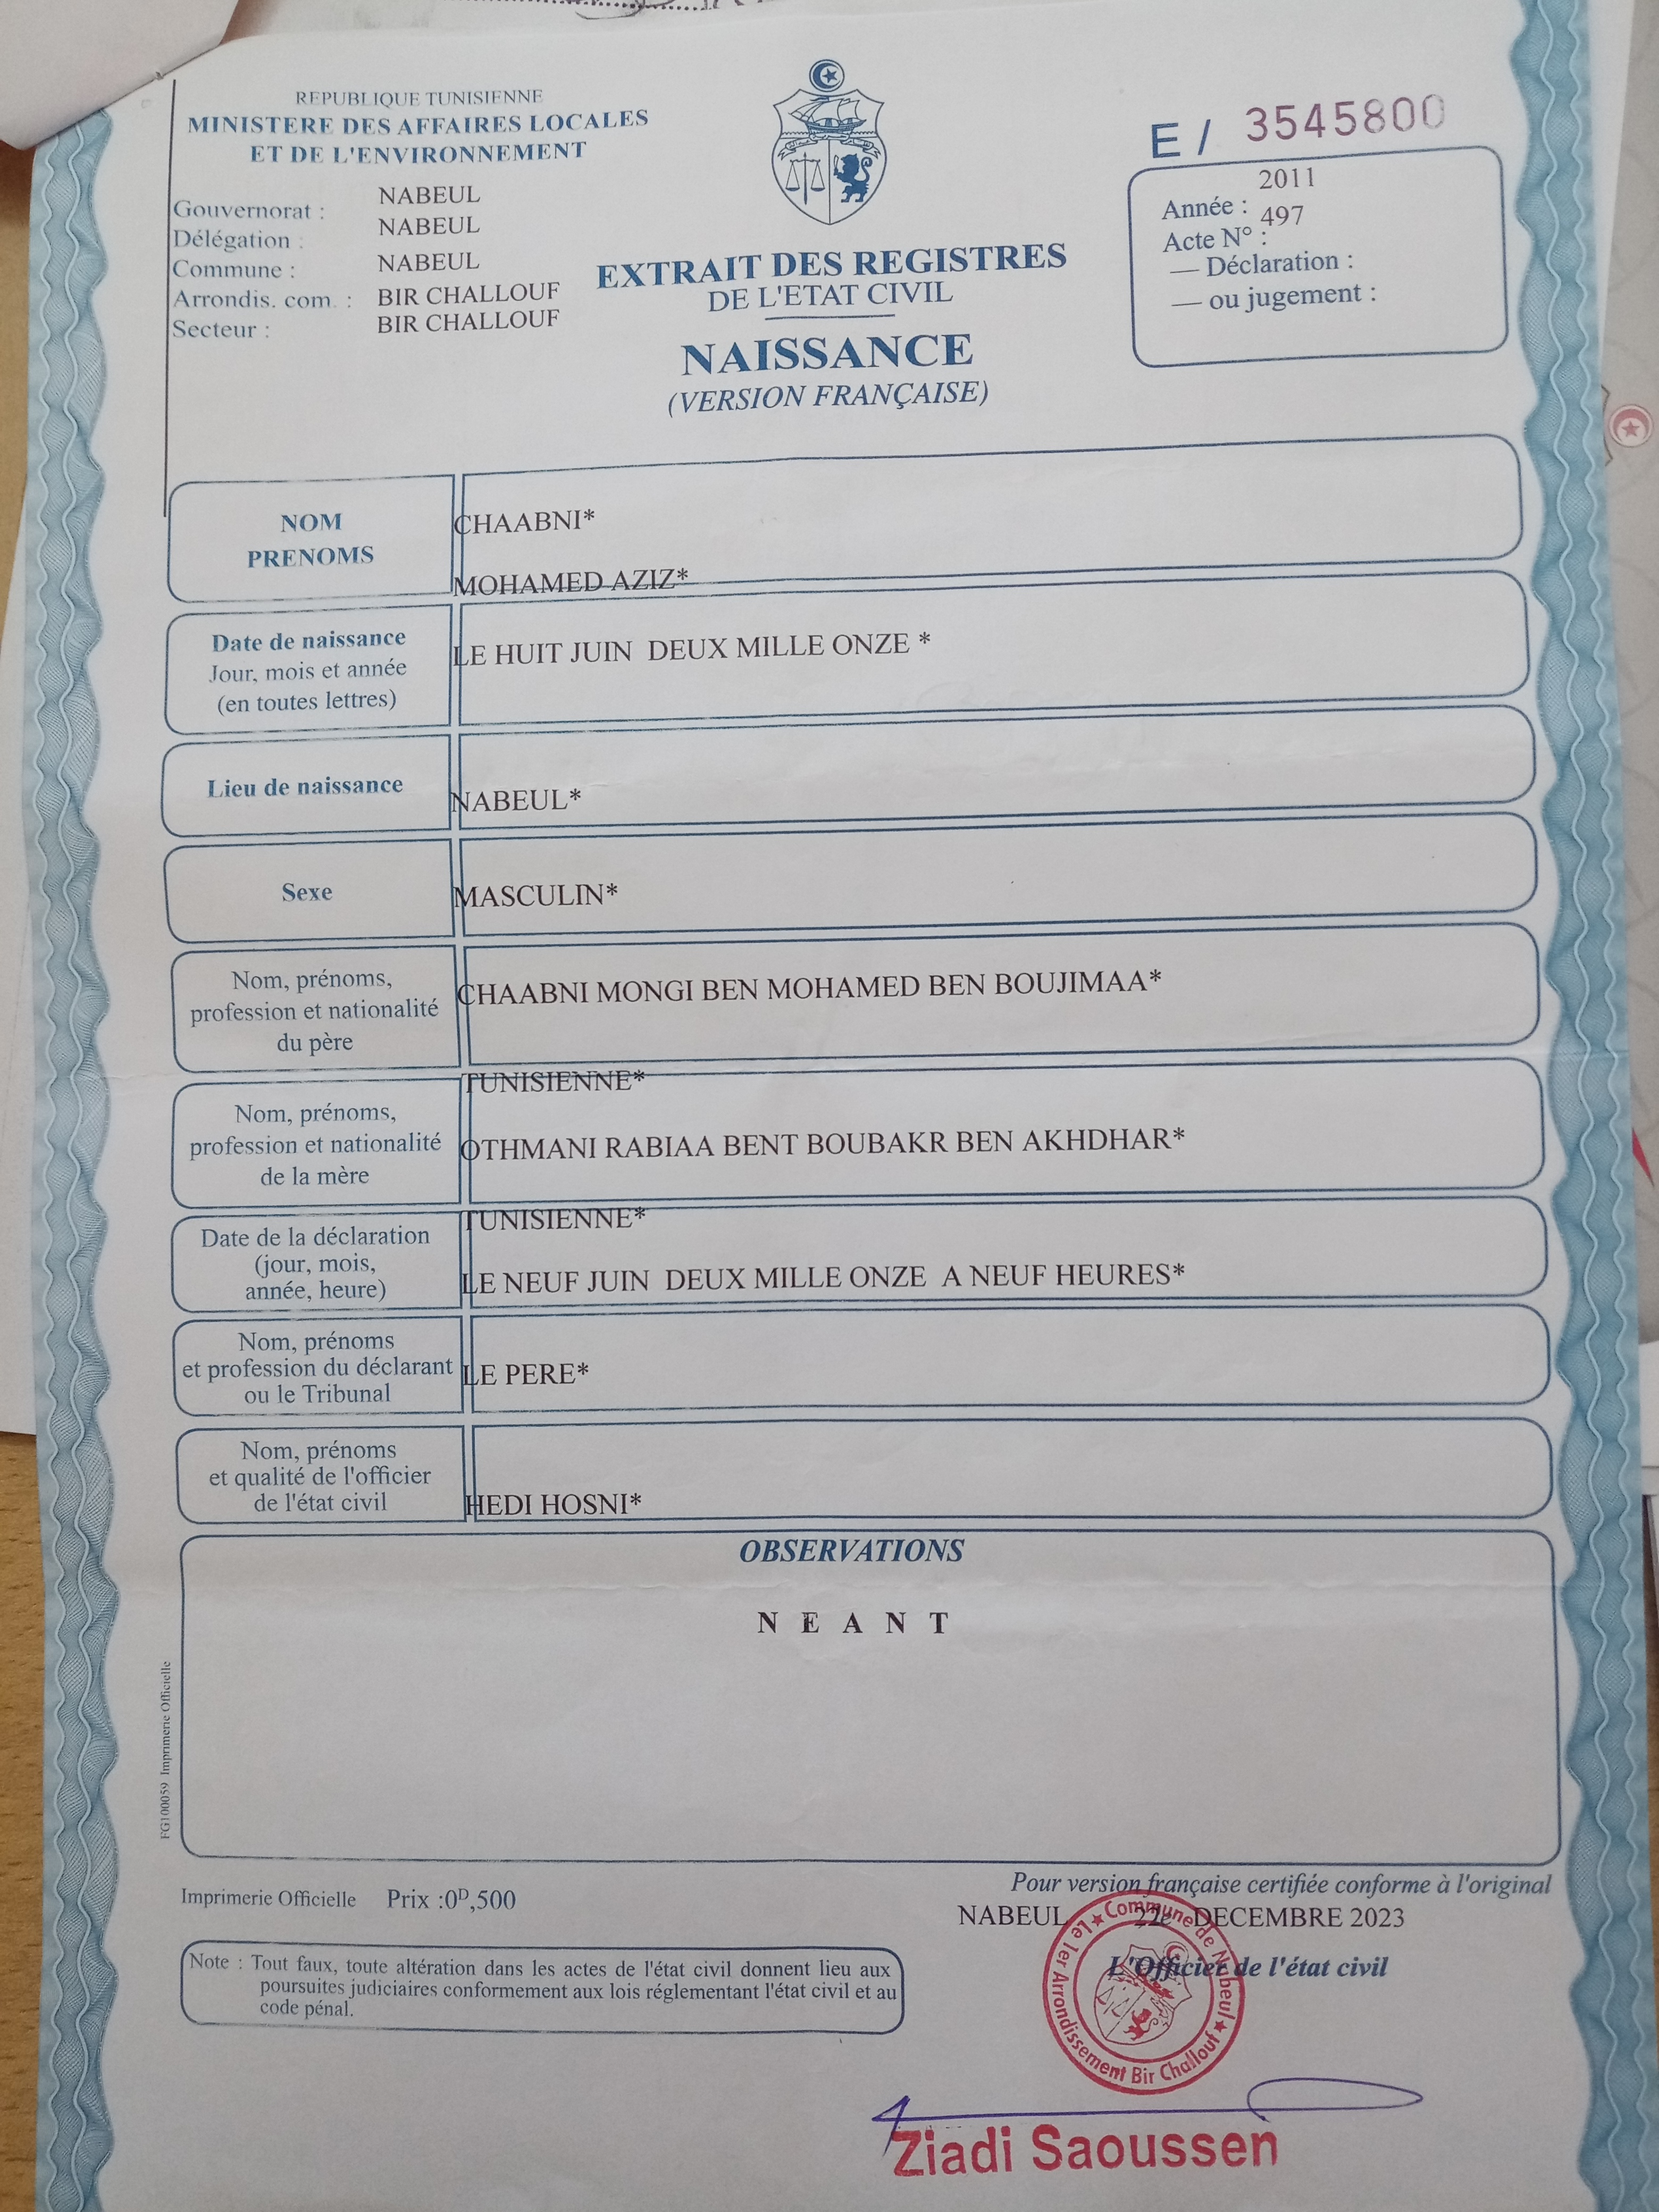 REPUBLIQUE TUNISIENNE
MINISTERE DES AFFAIRES LOCALES
ET DE L'ENVIRONNEMENT
Gouvernorat : NABEUL
Délégation : NABEUL
Commune : NABEUL
Arrondis. com. : BIR CHALLOUF
Secteur : BIR CHALLOUF
EXTRAIT DES REGISTRES
DE L'ETAT CIVIL
NAISSANCE
(VERSION FRANÇAISE)
E / 3545800
Année : 2011
Acte N° : 497
— Déclaration :
— ou jugement :
NOM
PRENOMS
CHAABNI*
MOHAMED AZIZ*
Date de naissance
Jour, mois et année
(en toutes lettres)
LE HUIT JUIN DEUX MILLE ONZE *
Lieu de naissance
NABEUL*
Sexe
MASCULIN*
Nom, prénoms,
profession et nationalité
du père
CHAABNI MONGI BEN MOHAMED BEN BOUJIMAA*
TUNISIENNE*
Nom, prénoms,
profession et nationalité
de la mère
OTHMANI RABIAA BENT BOUBAKR BEN AKHDHAR*
TUNISIENNE*
Date de la déclaration
(jour, mois,
année, heure)
LE NEUF JUIN DEUX MILLE ONZE A NEUF HEURES*
Nom, prénoms
et profession du déclarant
ou le Tribunal
LE PERE*
Nom, prénoms
et qualité de l'officier
de l'état civil
HEDI HOSNI*
OBSERVATIONS
N E A N T
FG100059 Imprimerie Officielle
Imprimerie Officielle Prix :0D,500
Note : Tout faux, toute altération dans les actes de l'état civil donnent lieu aux
poursuites judiciaires conformement aux lois réglementant l'état civil et au
code pénal.
Pour version française certifiée conforme à l'original
NABEUL 22e DECEMBRE 2023
L'Officier de l'état civil
★ Commune de Nabeul ★
Le 1er Arrondissement Bir Challouf
Ziadi Saoussen